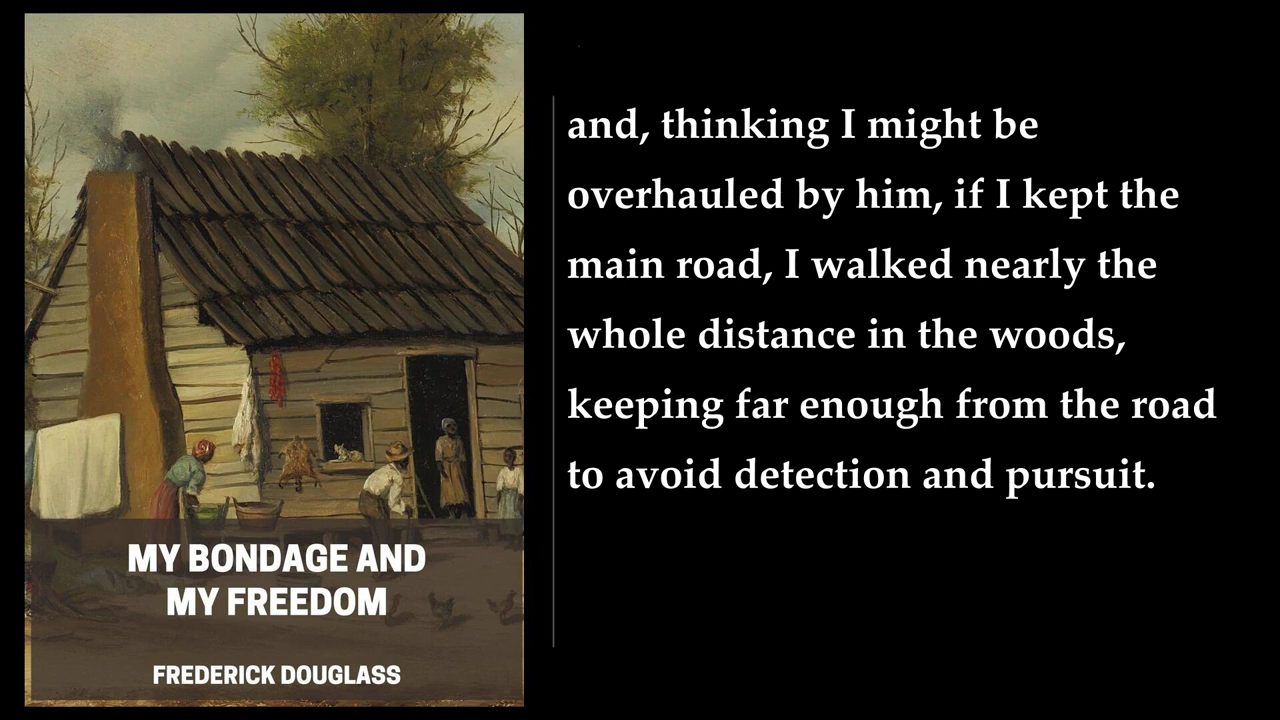 MY BONDAGE AND
MY FREEDOM
FREDERICK DOUGLASS
and, thinking I might be
overhauled by him, if I kept the
main road, I walked nearly the
whole distance in the woods,
keeping far enough from the road
to avoid detection and pursuit.